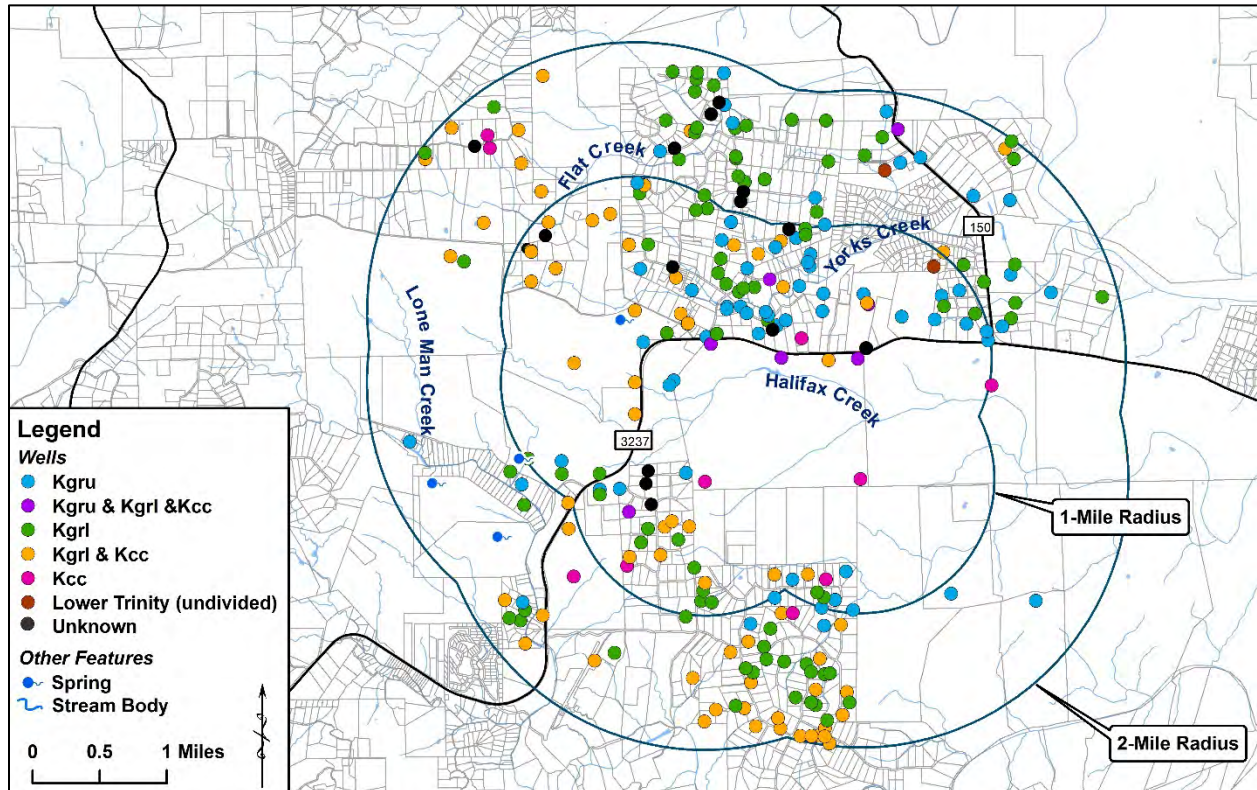 Flat Creek
Yorks Creek
150
Lone Man Creek
Halifax Creek
3237
1-Mile Radius
2-Mile Radius
Legend
Wells
Kgru
Kgru & Kgrl &Kcc
Kgrl
Kgrl & Kcc
Kcc
Lower Trinity (undivided)
Unknown
Other Features
Spring
Stream Body
0 0.5 1 Miles